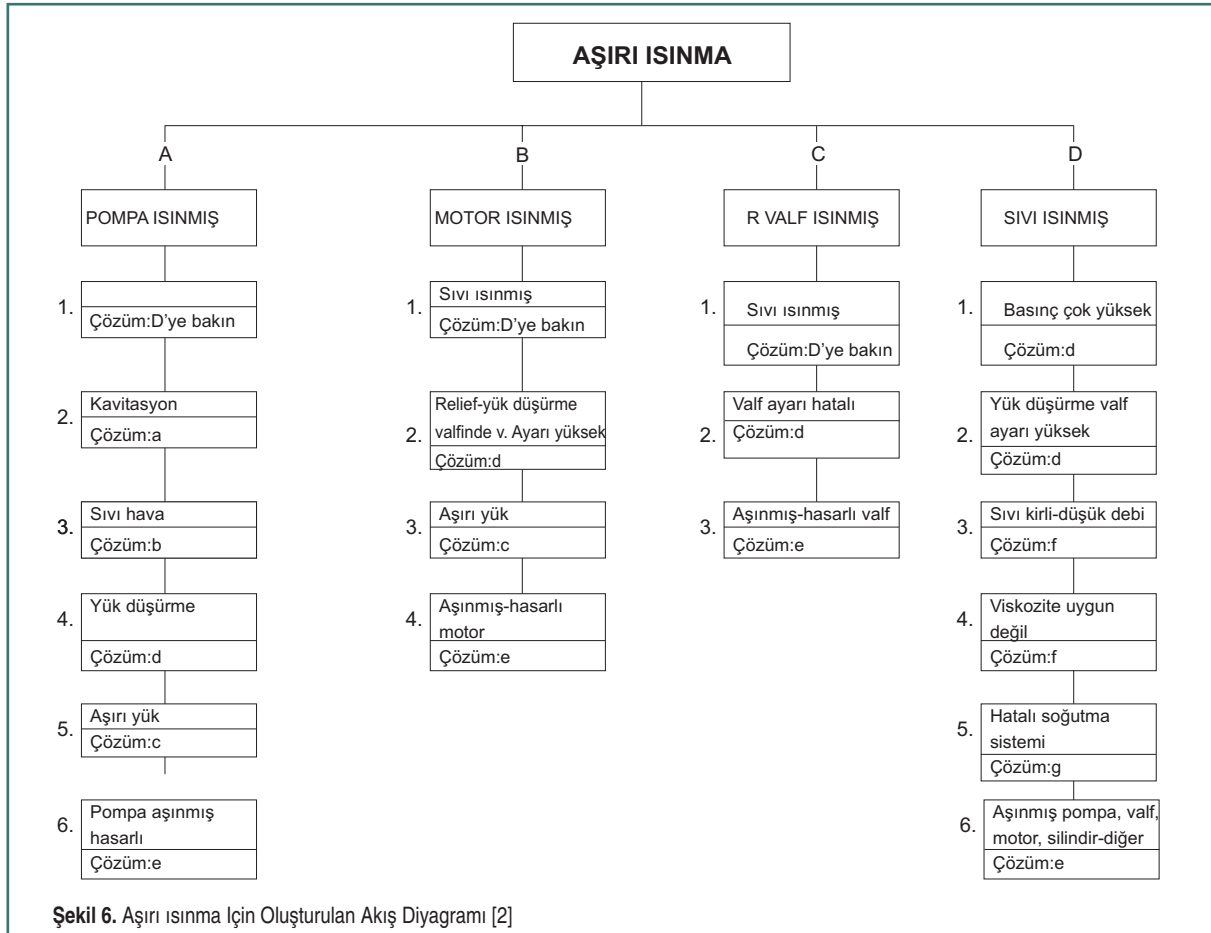 AŞIRI ISINMA
A
POMPA ISINMIŞ
1.
Çözüm:D'ye bakın
2.
Kavitasyon
Çözüm:a
3.
Sıvı hava
Çözüm:b
4.
Yük düşürme
Çözüm:d
5.
Aşırı yük
Çözüm:c
6.
Pompa aşınmış
hasarlı
Çözüm:e
B
MOTOR ISINMIŞ
1.
Sıvı ısınmış
Çözüm:D'ye bakın
2.
Relief-yük düşürme
valfinde v. Ayarı yüksek
Çözüm:d
3.
Aşırı yük
Çözüm:c
4.
Aşınmış-hasarlı
motor
Çözüm:e
C
R VALF ISINMIŞ
1.
Sıvı ısınmış
Çözüm:D'ye bakın
2.
Valf ayarı hatalı
Çözüm:d
3.
Aşınmış-hasarlı valf
Çözüm:e
D
SIVI ISINMIŞ
1.
Basınç çok yüksek
Çözüm:d
2.
Yük düşürme valf
ayarı yüksek
Çözüm:d
3.
Sıvı kirli-düşük debi
Çözüm:f
4.
Viskozite uygun
değil
Çözüm:f
5.
Hatalı soğutma
sistemi
Çözüm:g
6.
Aşınmış pompa, valf,
motor, silindir-diğer
Çözüm:e
Şekil 6. Aşırı ısınma Için Oluşturulan Akış Diyagramı [2]